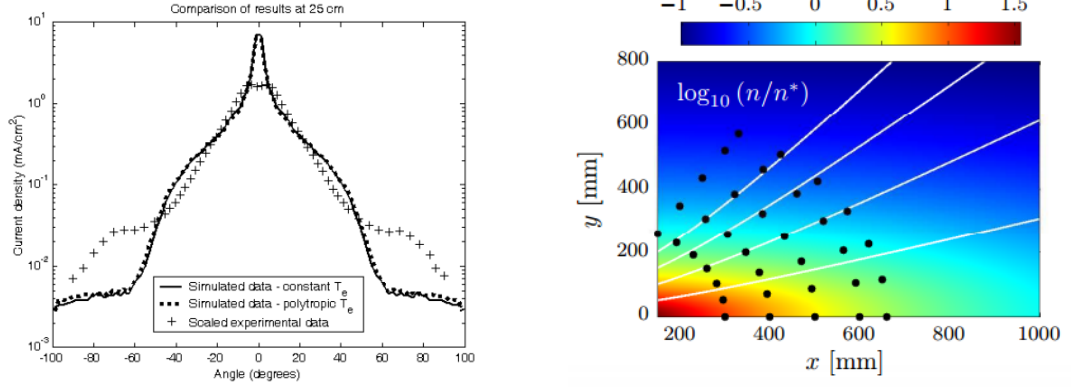 Comparison of results at 25 cm
10^1
10^0
10^-1
10^-2
10^-3
Current density (mA/cm^2)
Simulated data - constant T_e
Simulated data - polytropic T_e
Scaled experimental data
-100 -80 -60 -40 -20 0 20 40 60 80 100
Angle (degrees)
−1 −0.5 0 0.5 1 1.5
log_10 (n/n*)
800
600
400
200
0
y [mm]
200 400 600 800 1000
x [mm]